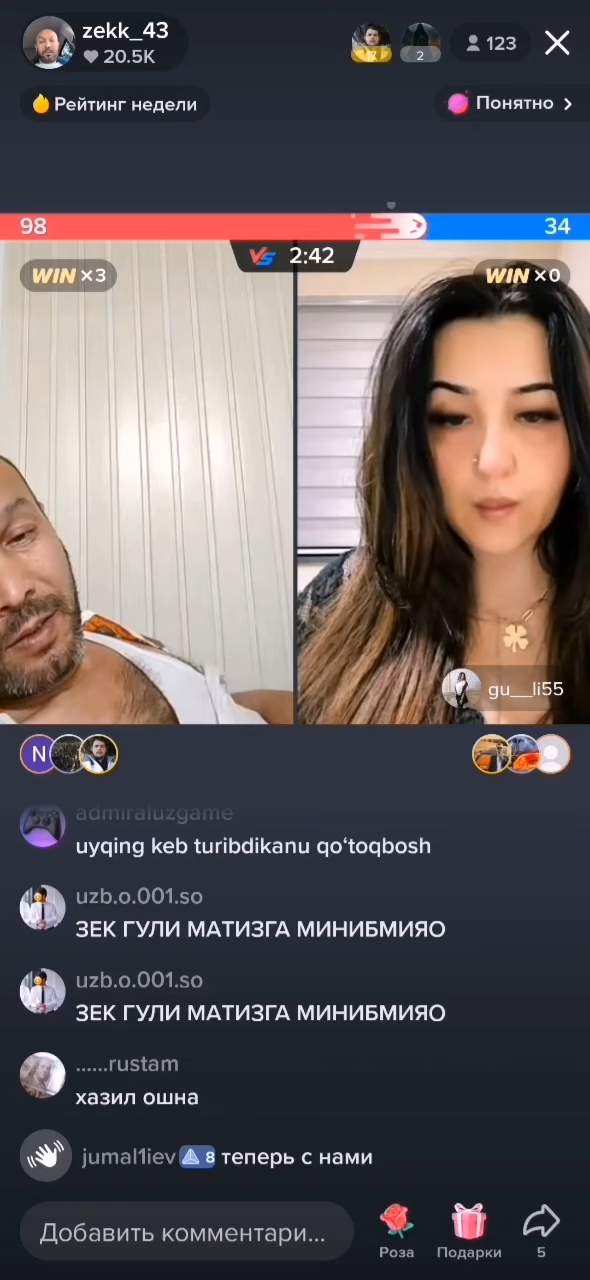 zekk_43
20.5K
17
2
123
Рейтинг недели
Понятно
98
34
VS 2:42
WIN ×3
WIN ×0
gu__li55
N
admiraluzgame
uyqing keb turibdikanu qo‘toqbosh
uzb.o.001.so
ЗЕК ГУЛИ МАТИЗГА МИНИБМИЯО
uzb.o.001.so
ЗЕК ГУЛИ МАТИЗГА МИНИБМИЯО
......rustam
хазил ошна
jumal1iev 8 теперь с нами
Добавить комментари...
Роза
Подарки
5